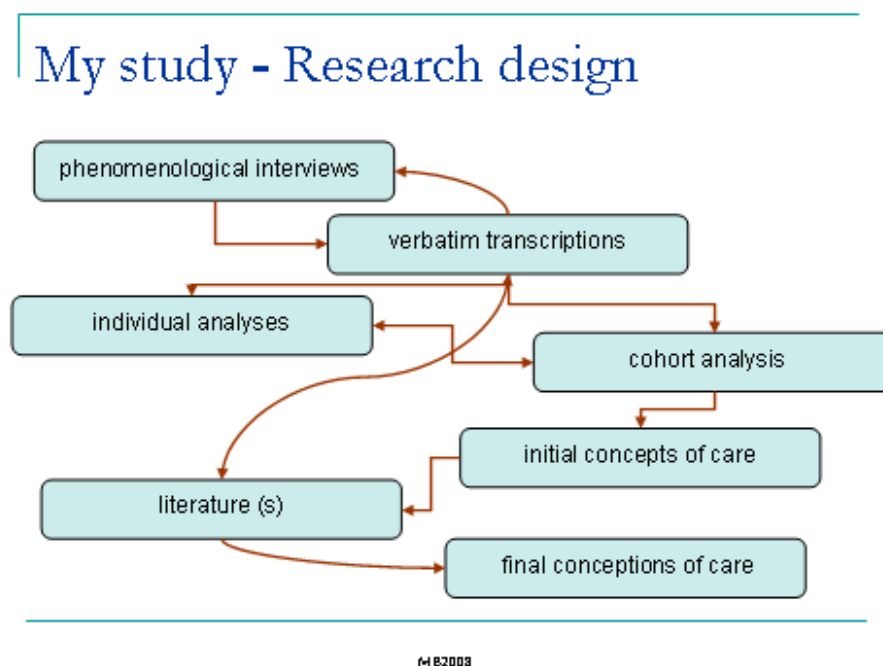 My study - Research design
phenomenological interviews
verbatim transcriptions
individual analyses
cohort analysis
initial concepts of care
literature (s)
final conceptions of care